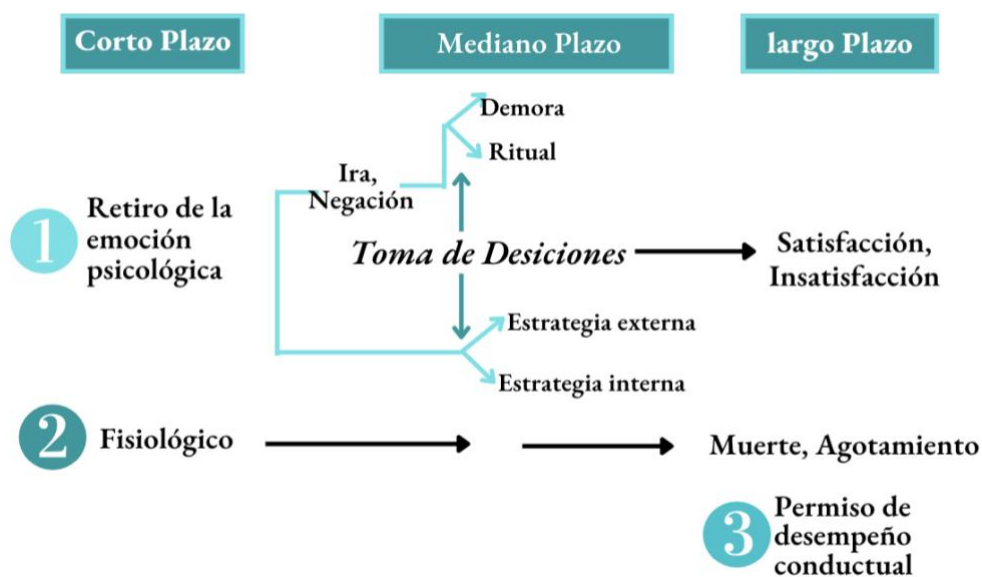 Corto Plazo
Mediano Plazo
largo Plazo
Demora
Ritual
Ira,
Negación
1
Retiro de la
emoción
psicológica
Toma de Desiciones
Satisfacción,
Insatisfacción
Estrategia externa
Estrategia interna
2
Fisiológico
Muerte, Agotamiento
3
Permiso de
desempeño
conductual